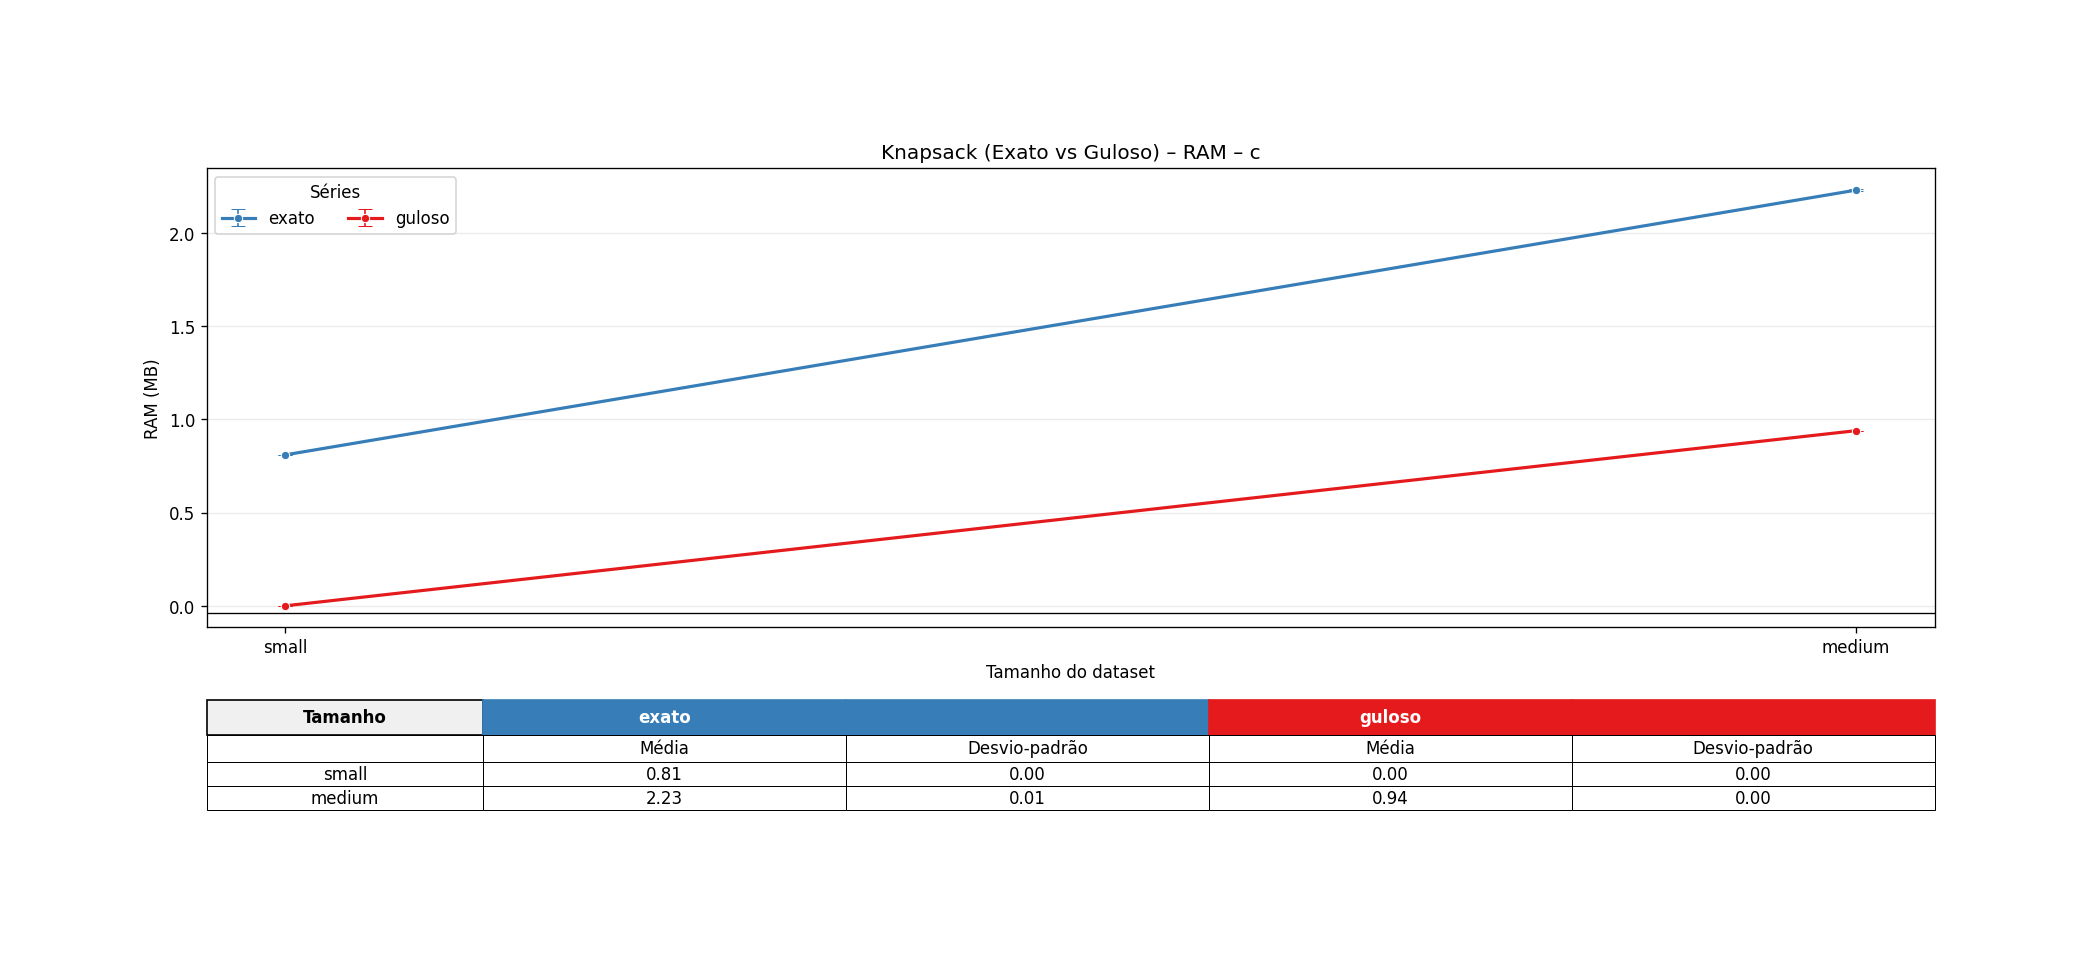 Knapsack (Exato vs Guloso) – RAM – c
Séries
exato guloso
2.0
1.5
1.0
0.5
0.0
RAM (MB)
small medium
Tamanho do dataset
Tamanho exato guloso
Média Desvio-padrão Média Desvio-padrão
small 0.81 0.00 0.00 0.00
medium 2.23 0.01 0.94 0.00